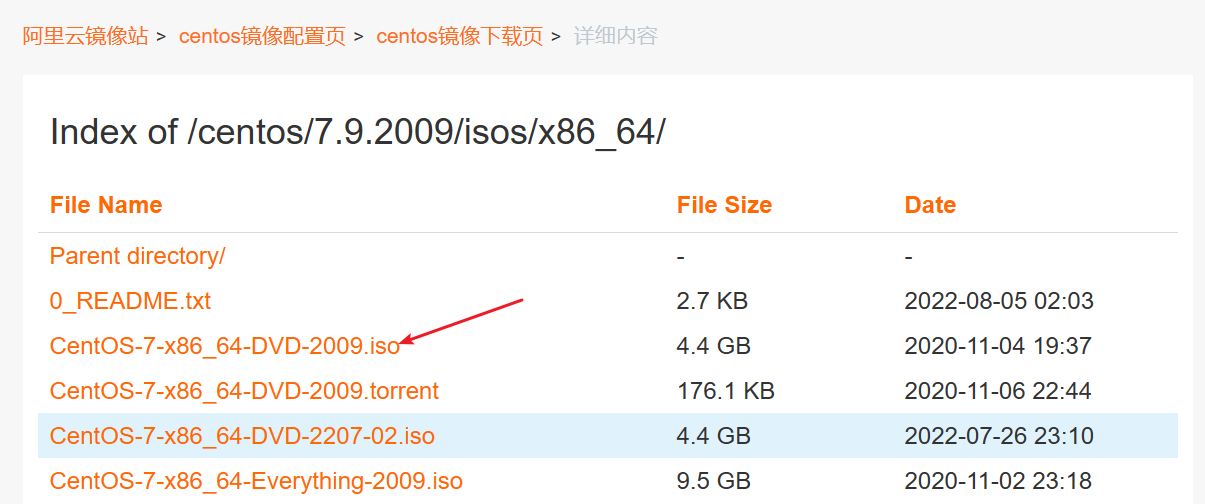 阿里云镜像站 > centos镜像配置页 > centos镜像下载页 > 详细内容
Index of /centos/7.9.2009/isos/x86_64/
File Name File Size Date
Parent directory/ - -
0_README.txt 2.7 KB 2022-08-05 02:03
CentOS-7-x86_64-DVD-2009.iso 4.4 GB 2020-11-04 19:37
CentOS-7-x86_64-DVD-2009.torrent 176.1 KB 2020-11-06 22:44
CentOS-7-x86_64-DVD-2207-02.iso 4.4 GB 2022-07-26 23:10
CentOS-7-x86_64-Everything-2009.iso 9.5 GB 2020-11-02 23:18